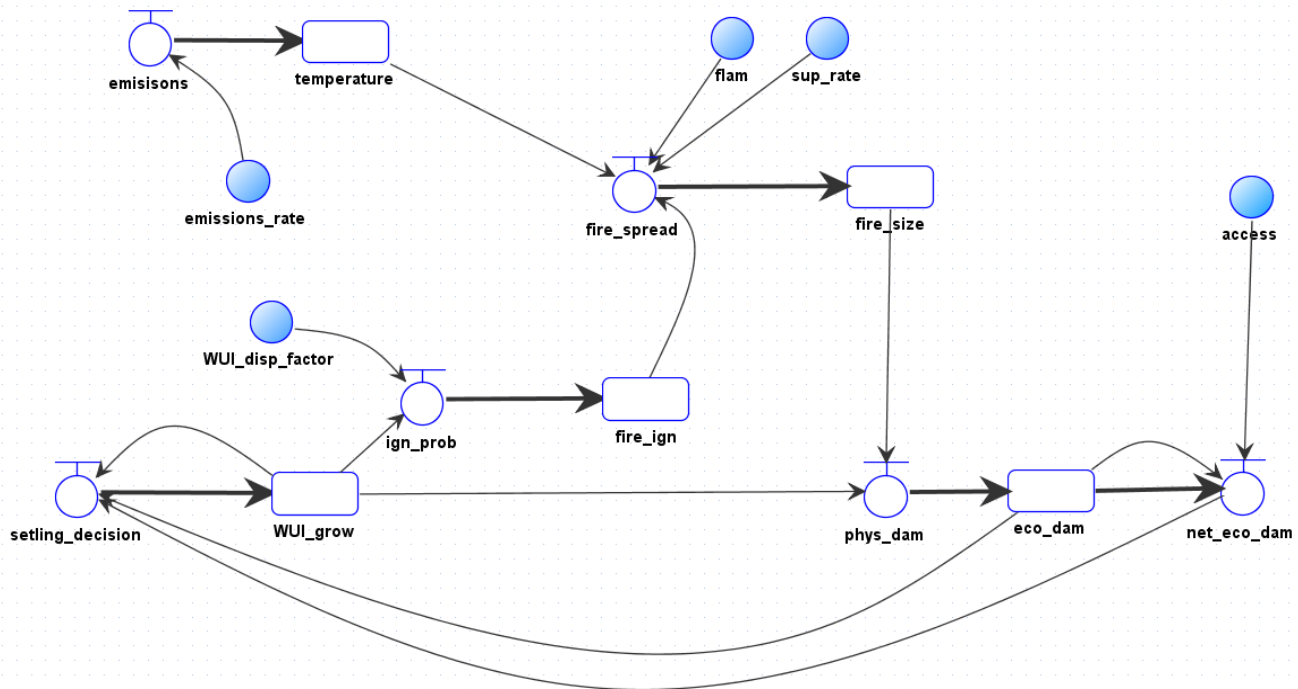 emisisons
temperature
flam
sup_rate
emissions_rate
fire_spread
fire_size
access
WUI_disp_factor
ign_prob
fire_ign
setling_decision
WUI_grow
phys_dam
eco_dam
net_eco_dam